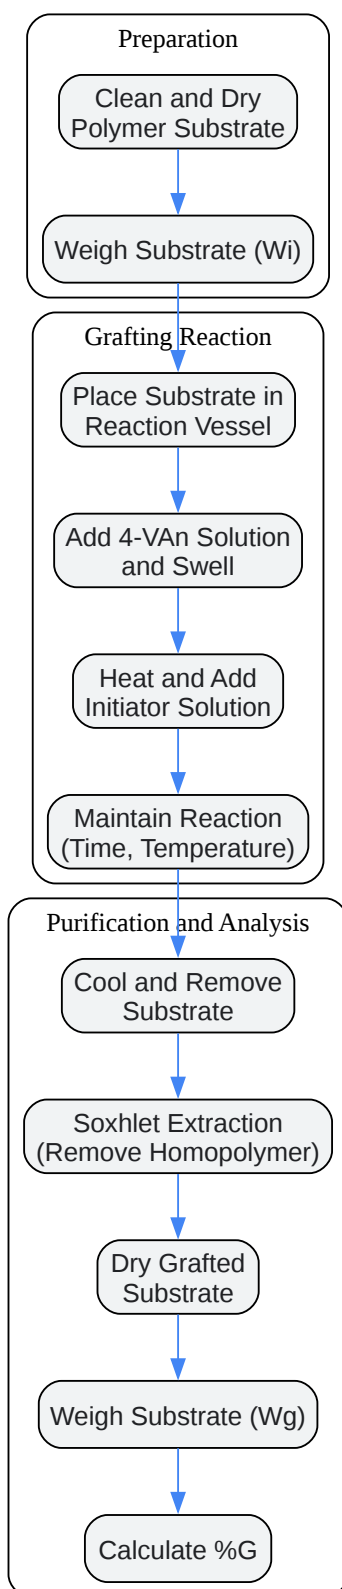 Preparation
Clean and Dry
Polymer Substrate
Weigh Substrate (Wi)
Grafting Reaction
Place Substrate in
Reaction Vessel
Add 4-VAn Solution
and Swell
Heat and Add
Initiator Solution
Maintain Reaction
(Time, Temperature)
Purification and Analysis
Cool and Remove
Substrate
Soxhlet Extraction
(Remove Homopolymer)
Dry Grafted
Substrate
Weigh Substrate (Wg)
Calculate %G